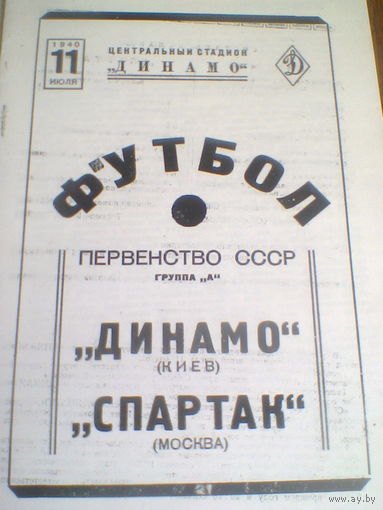 1940
11
ИЮЛЯ
ЦЕНТРАЛЬНЫЙ СТАДИОН
„ДИНАМО“
Д
ФУТБОЛ
ПЕРВЕНСТВО СССР
ГРУППА „А“
„ДИНАМО“
(КИЕВ)
„СПАРТАК“
(МОСКВА)
www.ay.by